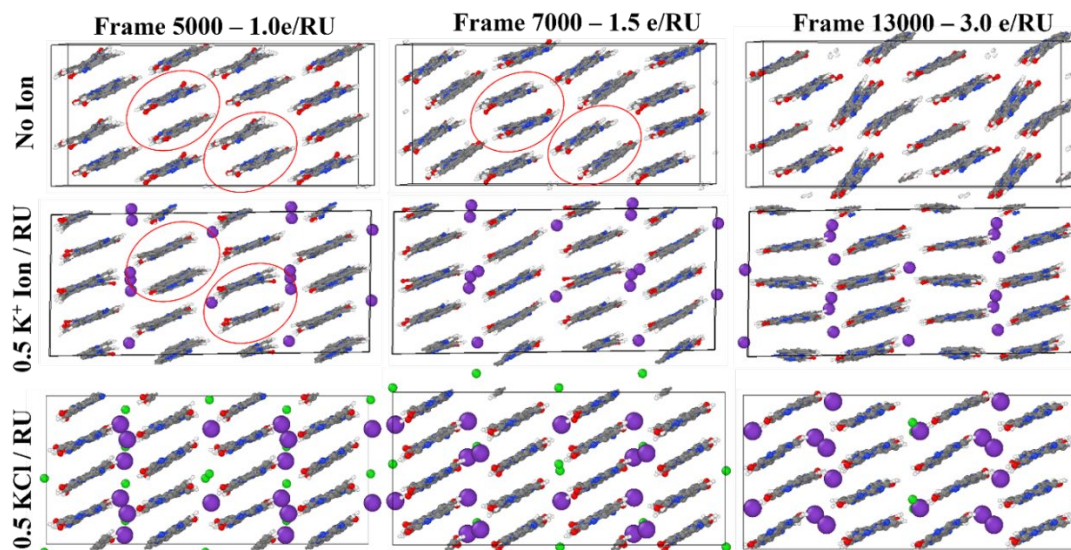 Frame 5000 – 1.0e/RU
Frame 7000 – 1.5 e/RU
Frame 13000 – 3.0 e/RU
No Ion
0.5 K⁺ Ion / RU
0.5 KCl / RU